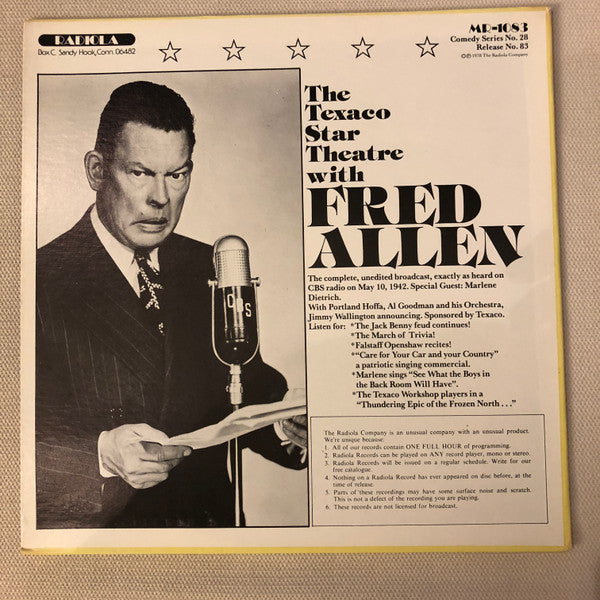 RADIOLA
Box C, Sandy Hook, Conn. 06482
MR-1083
Comedy Series No. 28
Release No. 83
©℗ 1978 The Radiola Company
The
Texaco
Star
Theatre
with
FRED
ALLEN
CBS
The complete, unedited broadcast, exactly as heard on
CBS radio on May 10, 1942. Special Guest: Marlene
Dietrich.
With Portland Hoffa, Al Goodman and his Orchestra,
Jimmy Wallington announcing. Sponsored by Texaco.
Listen for: *The Jack Benny feud continues!
*The March of Trivia!
*Falstaff Openshaw recites!
*"Care for Your Car and your Country"
a patriotic singing commercial.
*Marlene sings "See What the Boys in
the Back Room Will Have".
*The Texaco Workshop players in a
"Thundering Epic of the Frozen North . . ."
The Radiola Company is an unusual company with an unusual product.
We're unique because:
1. All of our records contain ONE FULL HOUR of programming.
2. Radiola Records can be played on ANY record player, mono or stereo.
3. Radiola Records will be issued on a regular schedule. Write for our
free catalogue.
4. Nothing on a Radiola Record has ever appeared on disc before, at the
time of release.
5. Parts of these recordings may have some surface noise and scratch.
This is not a defect of the recording you are playing.
6. These records are not licensed for broadcast.